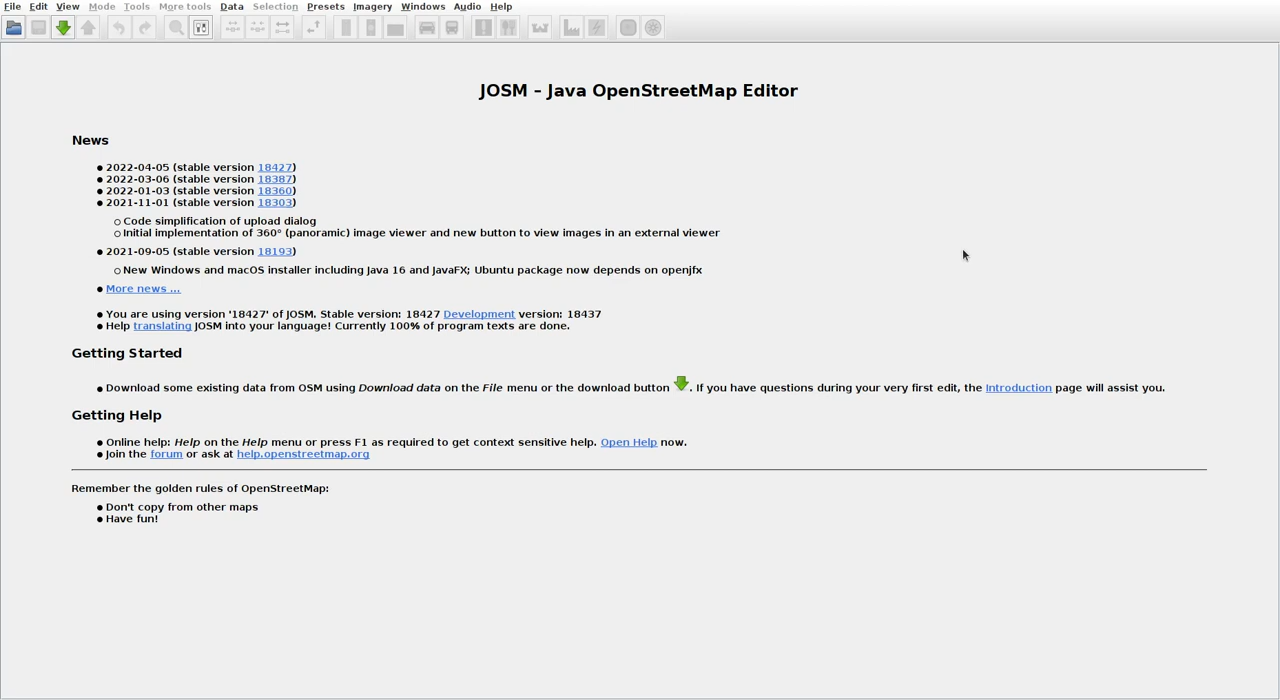 File Edit View Mode Tools More tools Data Selection Presets Imagery Windows Audio Help
JOSM – Java OpenStreetMap Editor
News
2022-04-05 (stable version 18427)
2022-03-06 (stable version 18387)
2022-01-03 (stable version 18360)
2021-11-01 (stable version 18303)
Code simplification of upload dialog
Initial implementation of 360° (panoramic) image viewer and new button to view images in an external viewer
2021-09-05 (stable version 18193)
New Windows and macOS installer including Java 16 and JavaFX; Ubuntu package now depends on openjfx
More news ...
You are using version '18427' of JOSM. Stable version: 18427 Development version: 18437
Help translating JOSM into your language! Currently 100% of program texts are done.
Getting Started
Download some existing data from OSM using Download data on the File menu or the download button . If you have questions during your very first edit, the Introduction page will assist you.
Getting Help
Online help: Help on the Help menu or press F1 as required to get context sensitive help. Open Help now.
Join the forum or ask at help.openstreetmap.org
Remember the golden rules of OpenStreetMap:
Don't copy from other maps
Have fun!